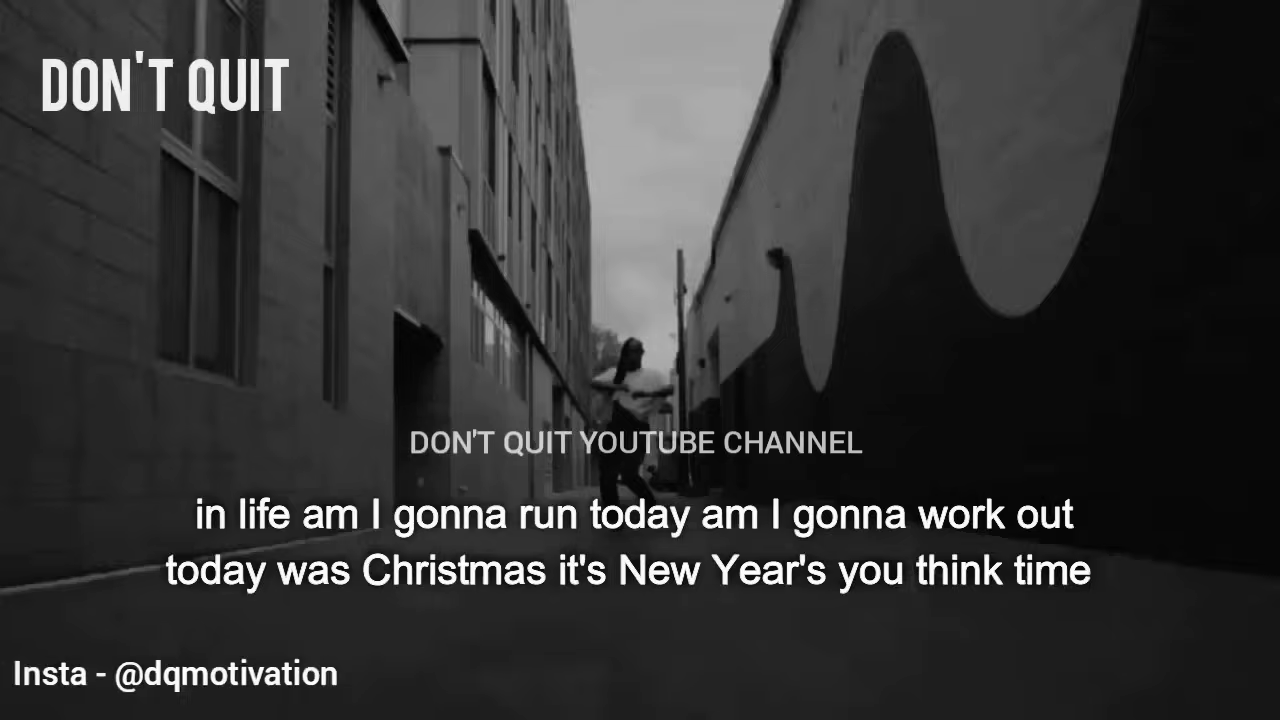 DON'T QUIT
DON'T QUIT YOUTUBE CHANNEL
in life am I gonna run today am I gonna work out
today was Christmas it's New Year's you think time
Insta - @dqmotivation